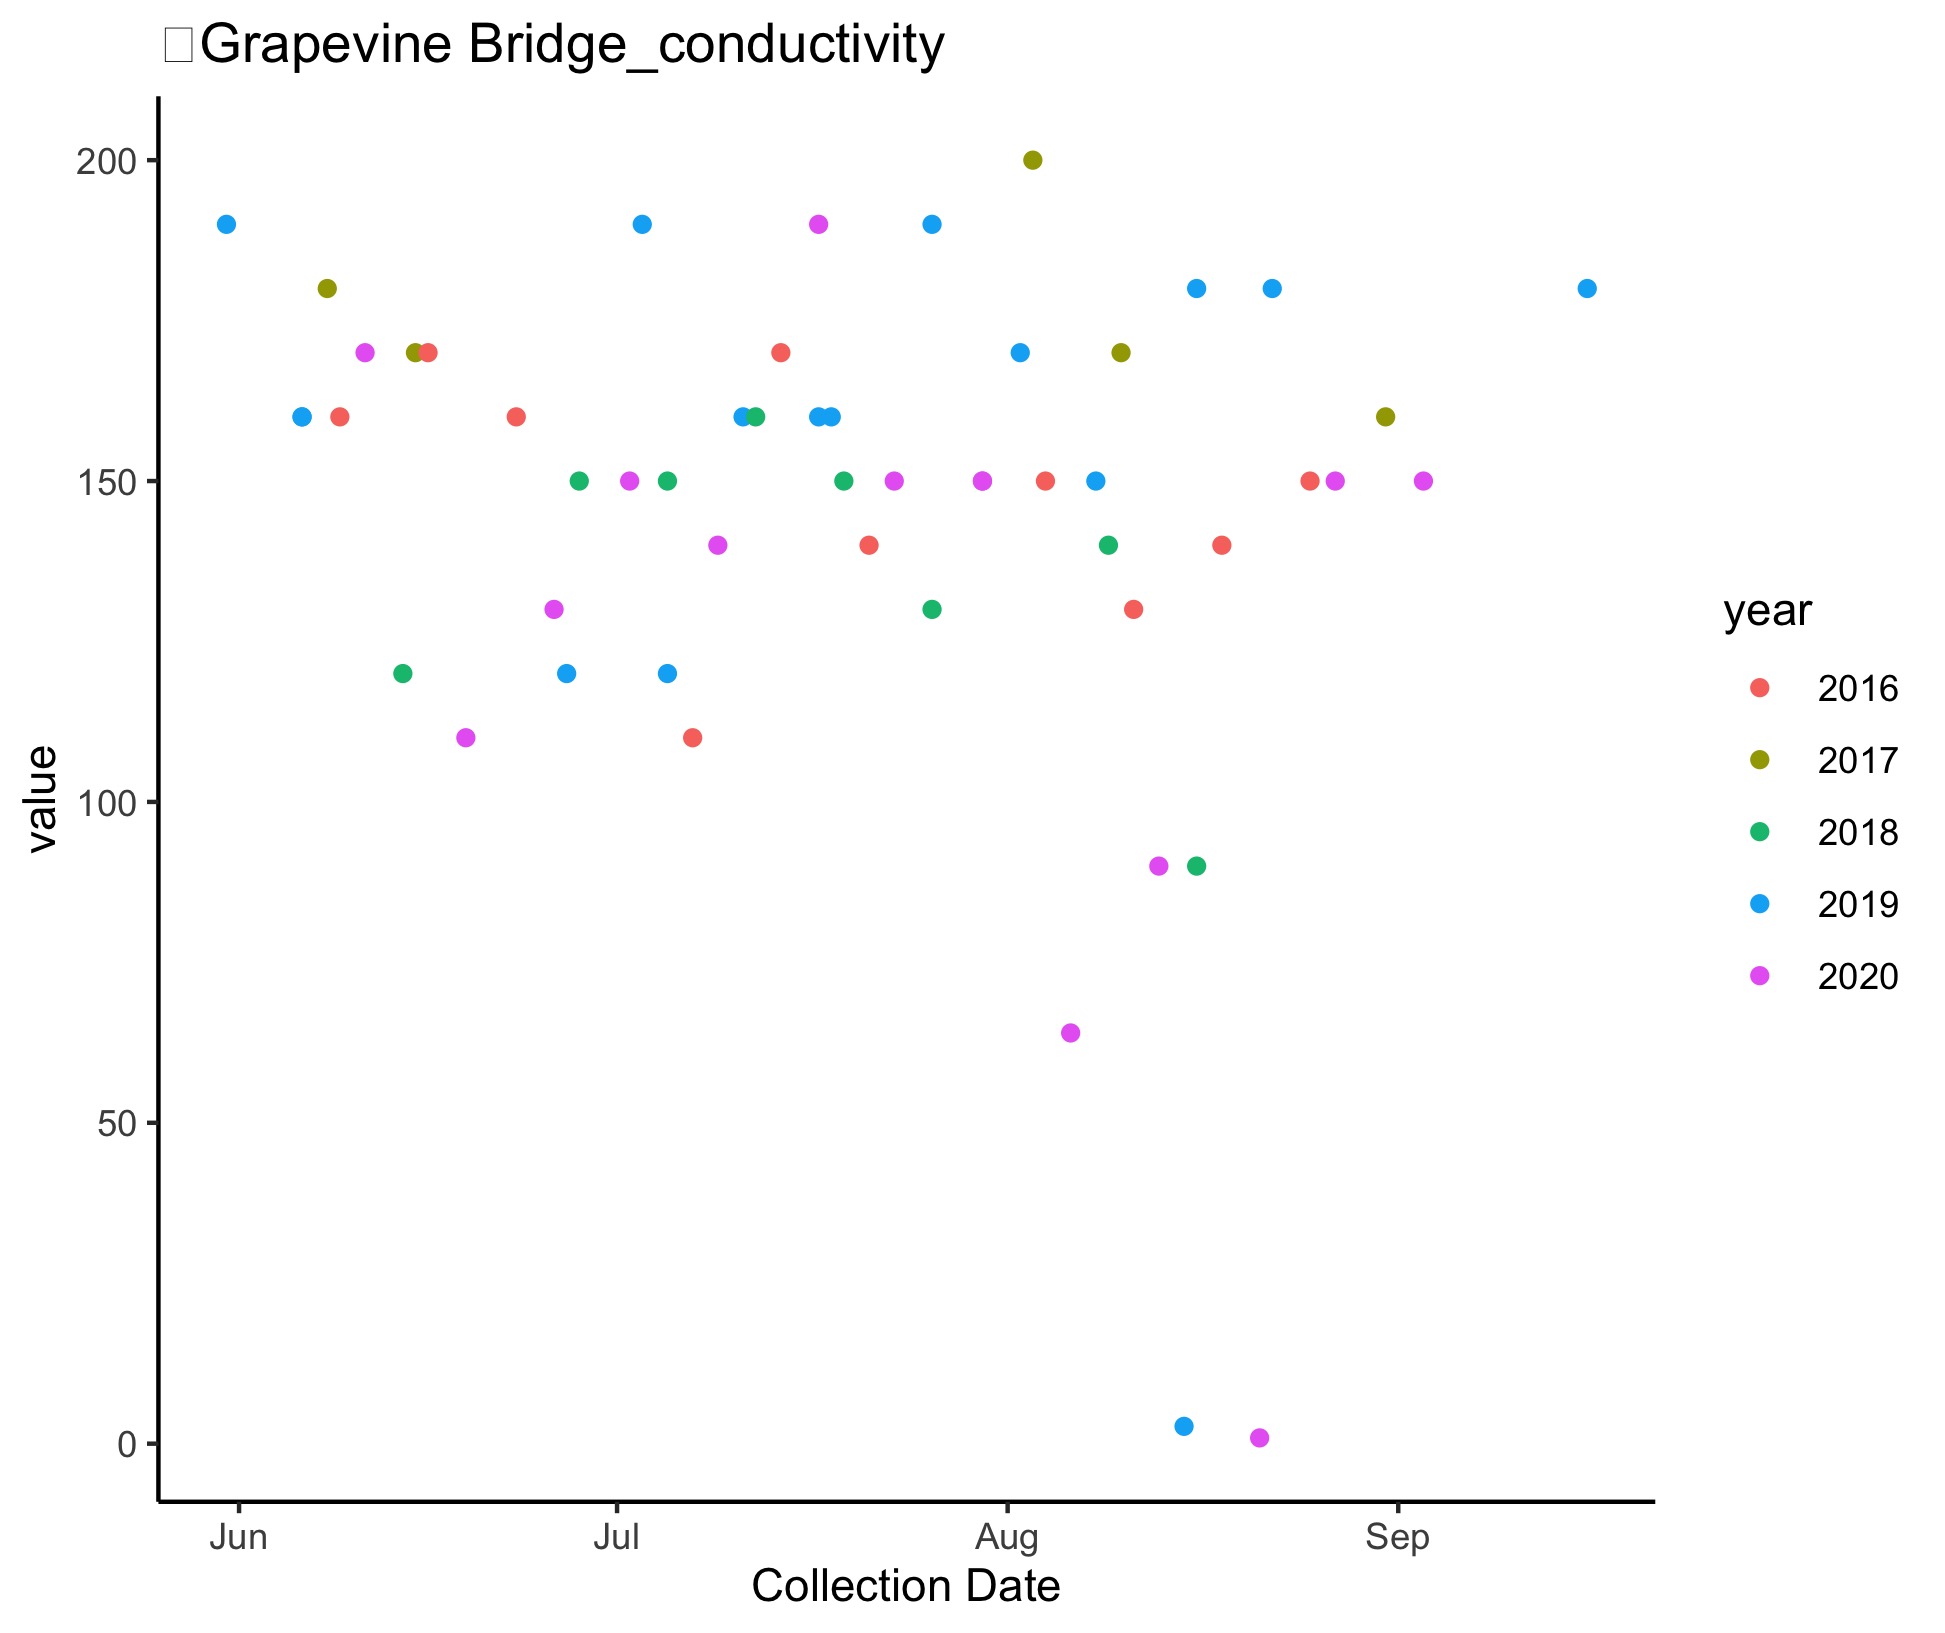 Grapevine Bridge_conductivity
200
150
100
50
0
value
Jun Jul Aug Sep
Collection Date
year
2016
2017
2018
2019
2020